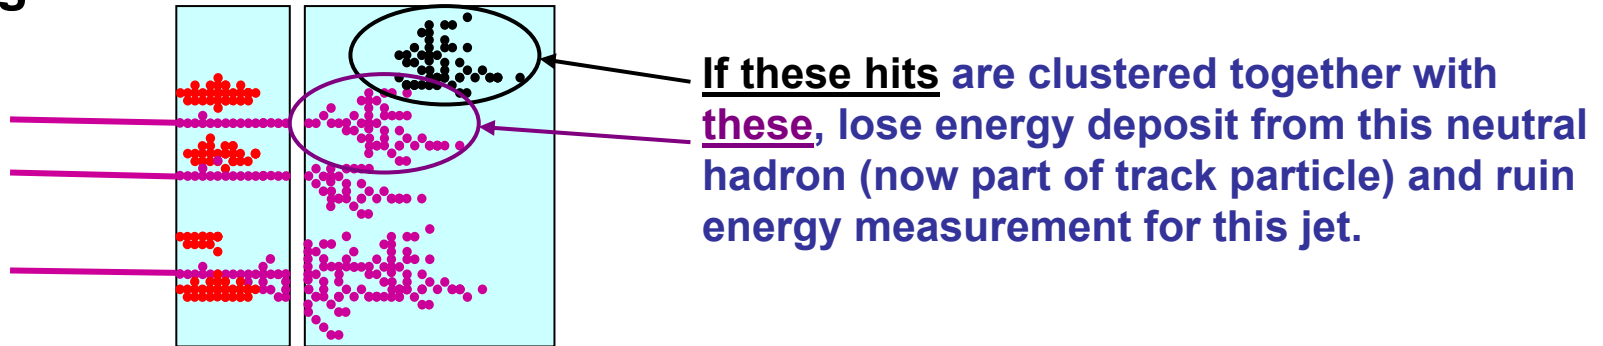 g
If these hits are clustered together with
these, lose energy deposit from this neutral
hadron (now part of track particle) and ruin
energy measurement for this jet.